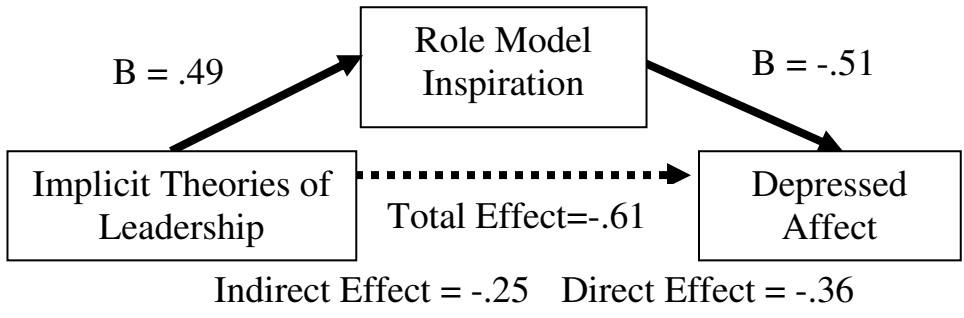 Role Model
Inspiration
B = .49
B = -.51
Implicit Theories of
Leadership
Total Effect=-.61
Depressed
Affect
Indirect Effect = -.25 Direct Effect = -.36